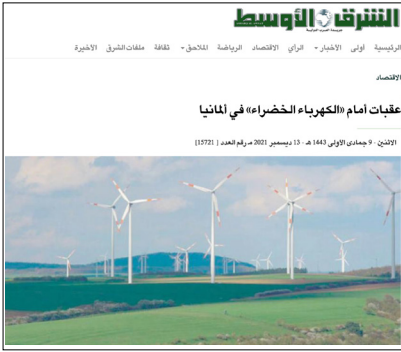 الشرق الأوسط
جريدة العرب الدولية
الرئيسية أولى الأخبار الرأي الاقتصاد الرياضة الملاحق ثقافة ملفات الشرق الأخيرة
الاقتصاد
عقبات أمام «الكهرباء الخضراء» في ألمانيا
الاثنين - 9 جمادى الأولى 1443 هـ - 13 ديسمبر 2021 مـ رقم العدد [ 15721]